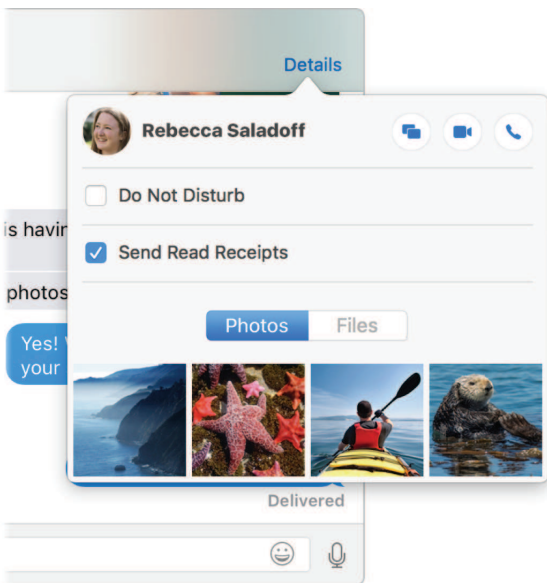 Details
Rebecca Saladoff
Do Not Disturb
is havin
Send Read Receipts
photos
Photos Files
Yes!
your
Delivered